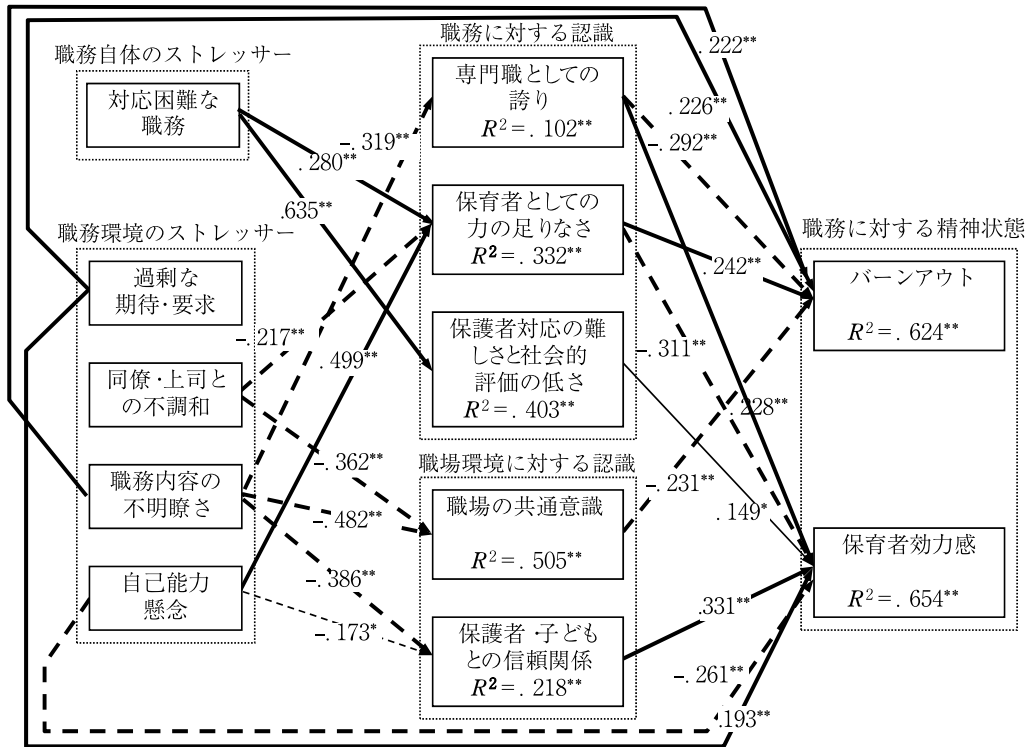 職務自体のストレッサー
対応困難な
職務
職務環境のストレッサー
過剰な
期待・要求
同僚・上司と
の不調和
職務内容の
不明瞭さ
自己能力
懸念
職務に対する認識
専門職としての
誇り
R²=.102**
保育者としての
力の足りなさ
R²=.332**
保護者対応の難
しさと社会的
評価の低さ
R²=.403**
職場環境に対する認識
職場の共通意識
R²=.505**
保護者・子ども
との信頼関係
R²=.218**
職務に対する精神状態
バーンアウト
R²=.624**
保育者効力感
R²=.654**
-.319**
.280**
.635**
-.217**
.499**
-.362**
-.482**
-.386**
-.173*
.222**
.226**
-.292**
.242**
-.311**
.228**
-.231**
.149*
.331**
-.261**
.193**